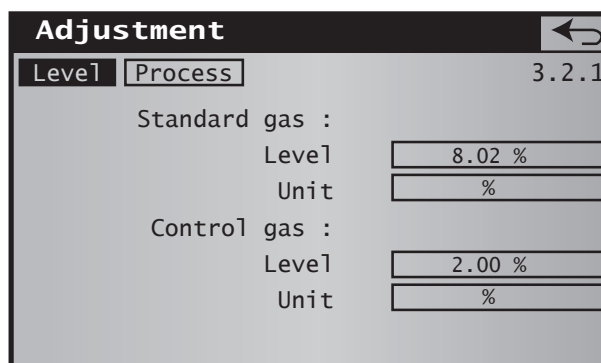 Adjustment
Level Process 3.2.1
Standard gas :
Level 8.02 %
Unit %
Control gas :
Level 2.00 %
Unit %